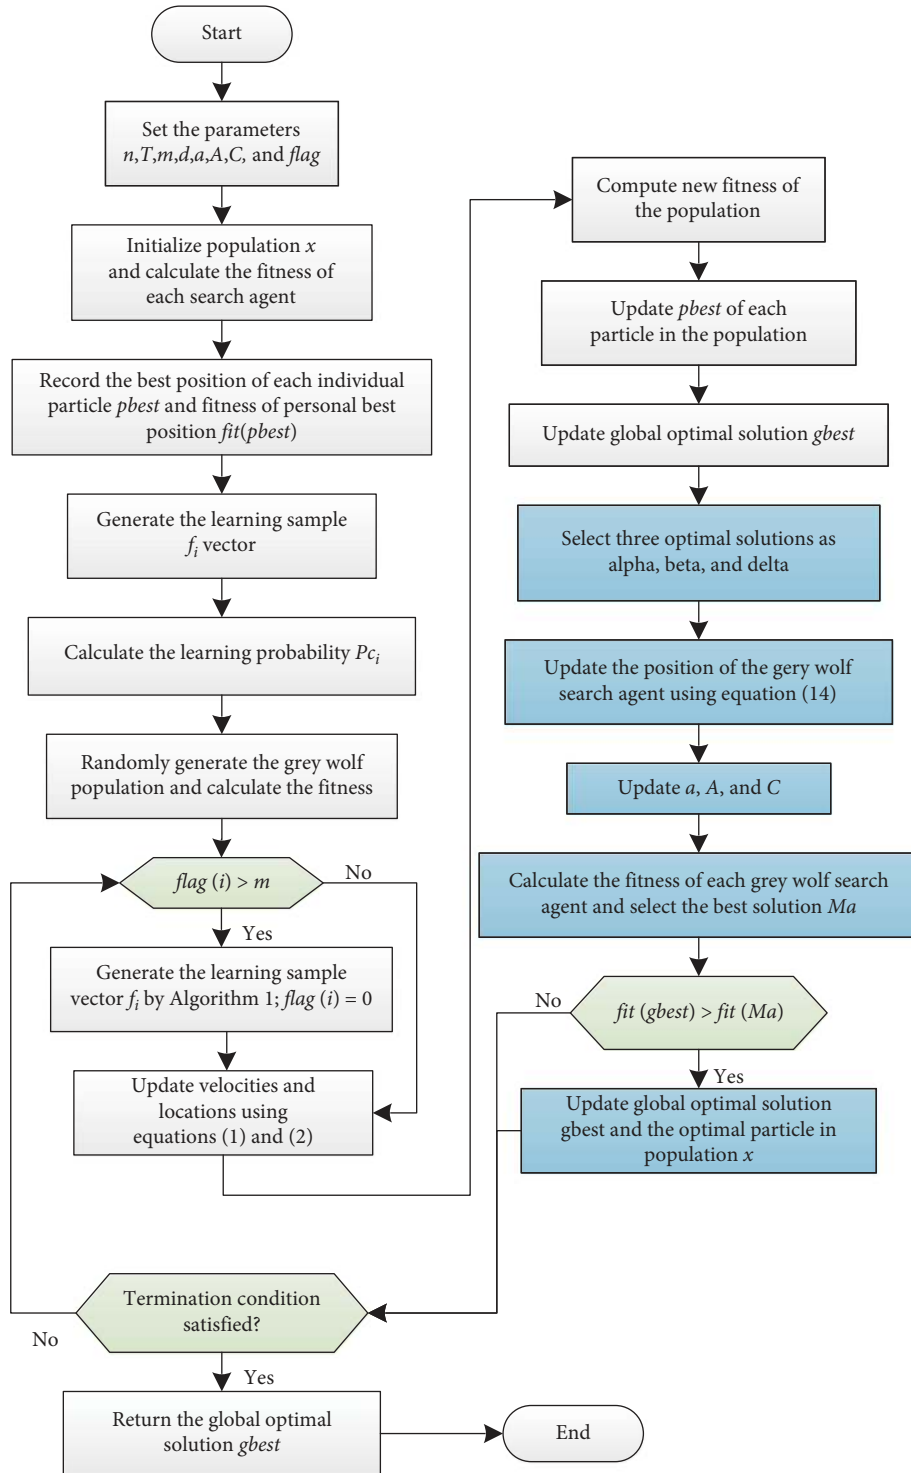 Start
Set the parameters
n,T,m,d,a,A,C, and flag
Initialize population x
and calculate the fitness of
each search agent
Record the best position of each individual
particle pbest and fitness of personal best
position fit(pbest)
Generate the learning sample
fi vector
Calculate the learning probability Pci
Randomly generate the grey wolf
population and calculate the fitness
flag (i) > m
No
Yes
Generate the learning sample
vector fi by Algorithm 1; flag (i) = 0
Update velocities and
locations using
equations (1) and (2)
Compute new fitness of
the population
Update pbest of each
particle in the population
Update global optimal solution gbest
Select three optimal solutions as
alpha, beta, and delta
Update the position of the gery wolf
search agent using equation (14)
Update a, A, and C
Calculate the fitness of each grey wolf search
agent and select the best solution Ma
No
fit (gbest) > fit (Ma)
Yes
Update global optimal solution
gbest and the optimal particle in
population x
Termination condition
satisfied?
No
Yes
Return the global optimal
solution gbest
End